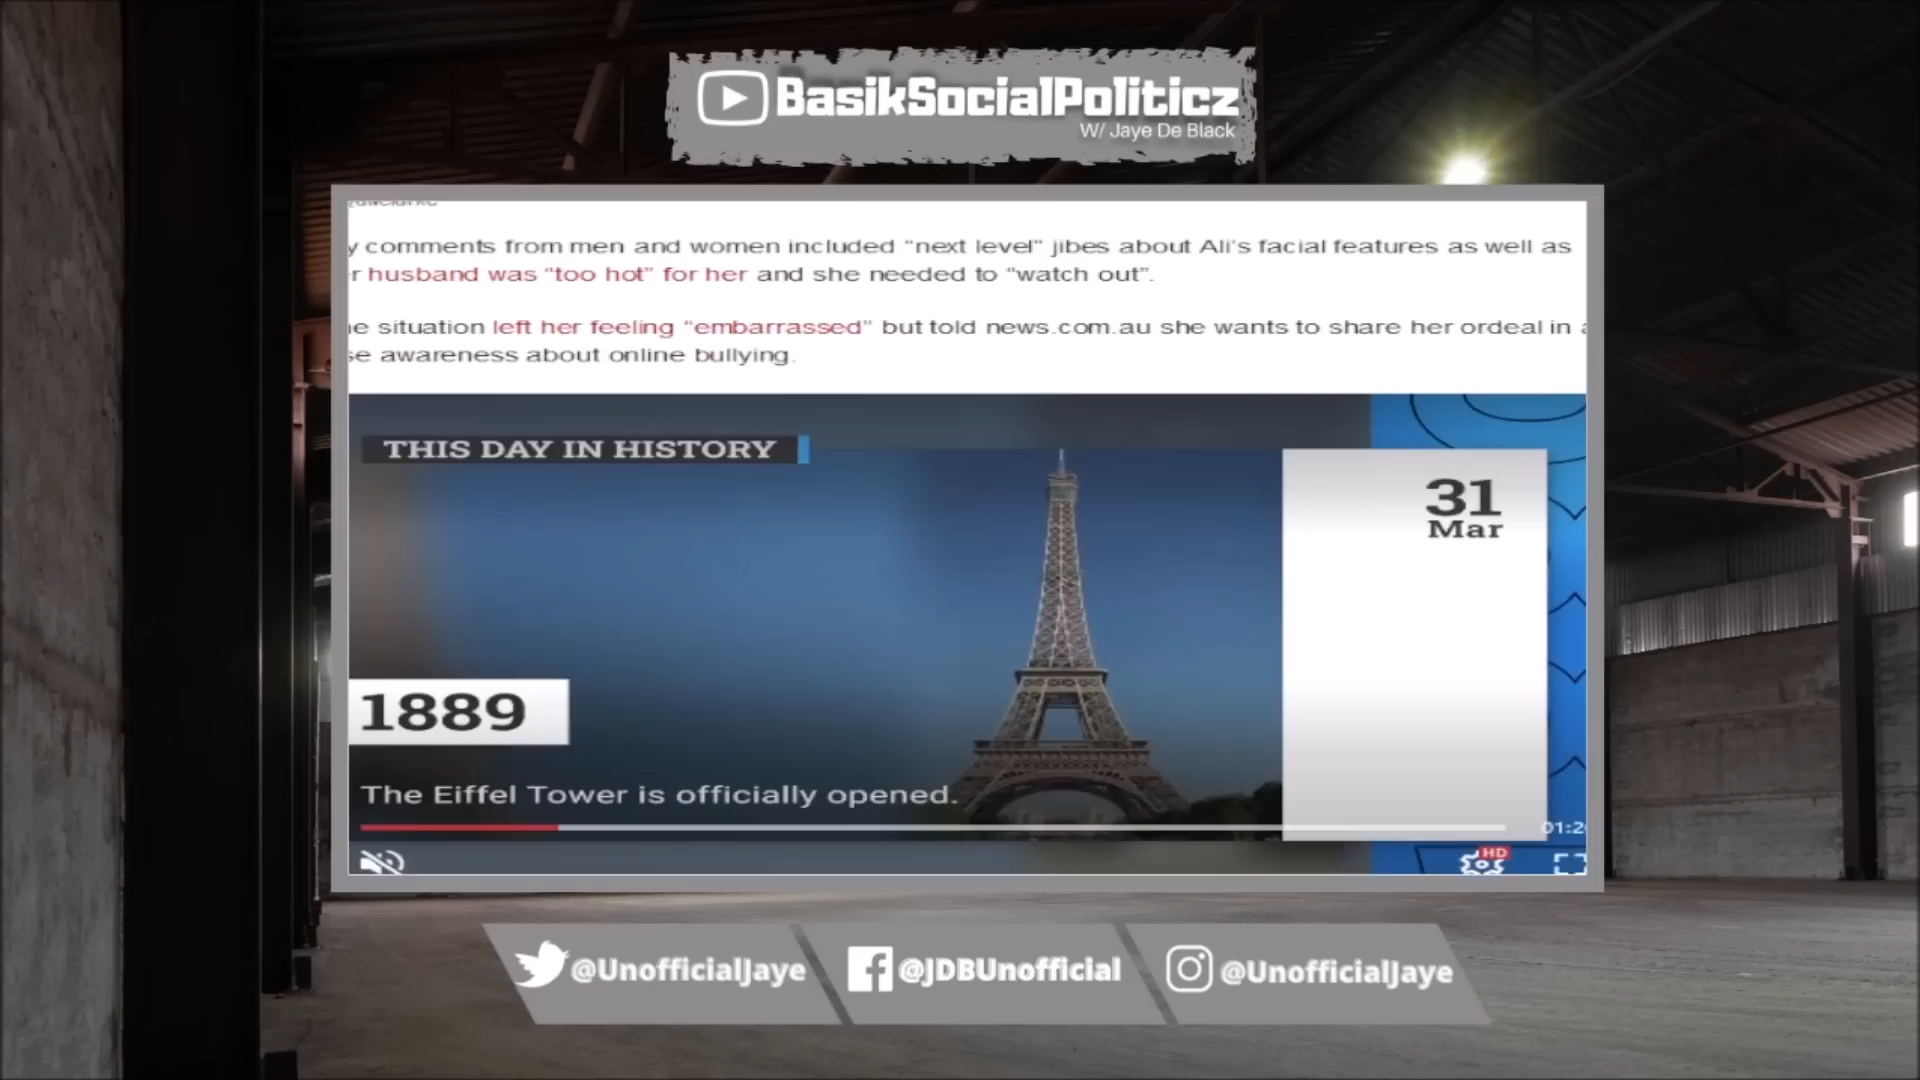 BasikSocialPoliticz
W/ Jaye De Black
y comments from men and women included “next level” jibes about Ali’s facial features as well as
r husband was “too hot” for her and she needed to “watch out”.
e situation left her feeling “embarrassed” but told news.com.au she wants to share her ordeal in a
se awareness about online bullying.
THIS DAY IN HISTORY
31
Mar
1889
The Eiffel Tower is officially opened.
01:2
HD
@UnofficialJaye
@JDBUnofficial
@UnofficialJaye